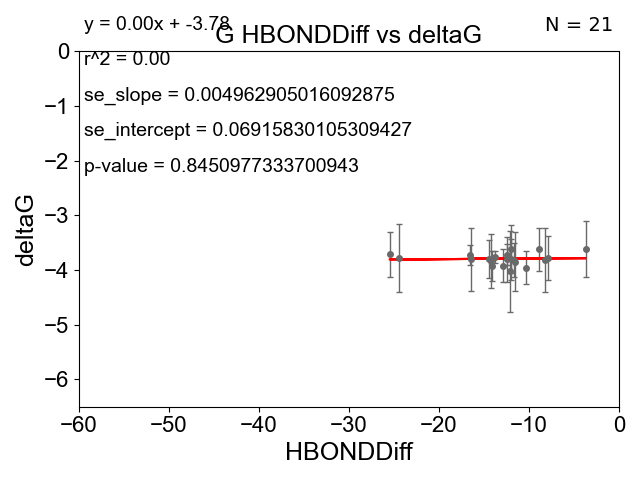 y = 0.00x + -3.78
N = 21
G HBONDDiff vs deltaG
r^2 = 0.00
se_slope = 0.004962905016092875
se_intercept = 0.06915830105309427
p-value = 0.8450977333700943
0
−1
−2
−3
−4
−5
−6
deltaG
−60 −50 −40 −30 −20 −10 0
HBONDDiff